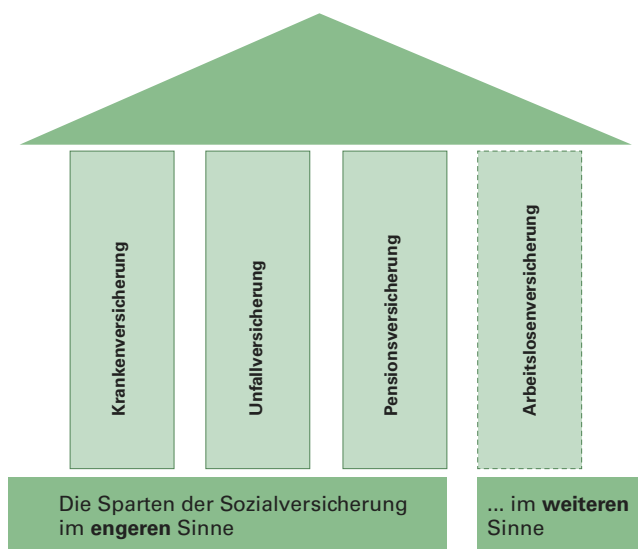 Krankenversicherung
Unfallversicherung
Pensionsversicherung
Arbeitslosenversicherung
Die Sparten der Sozialversicherung
im engeren Sinne
... im weiteren
Sinne